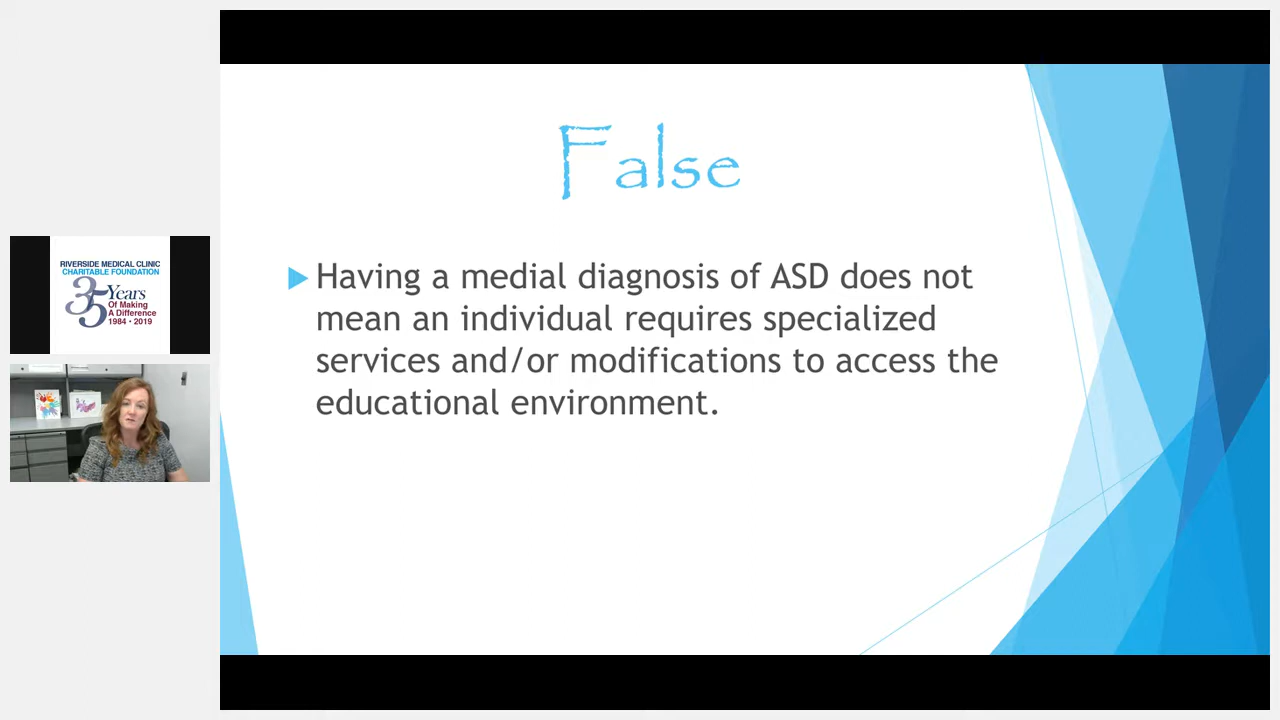 False
Having a medial diagnosis of ASD does not
mean an individual requires specialized
services and/or modifications to access the
educational environment.
RIVERSIDE MEDICAL CLINIC
CHARITABLE FOUNDATION
35 Years
Of Making
A Difference
1984 • 2019